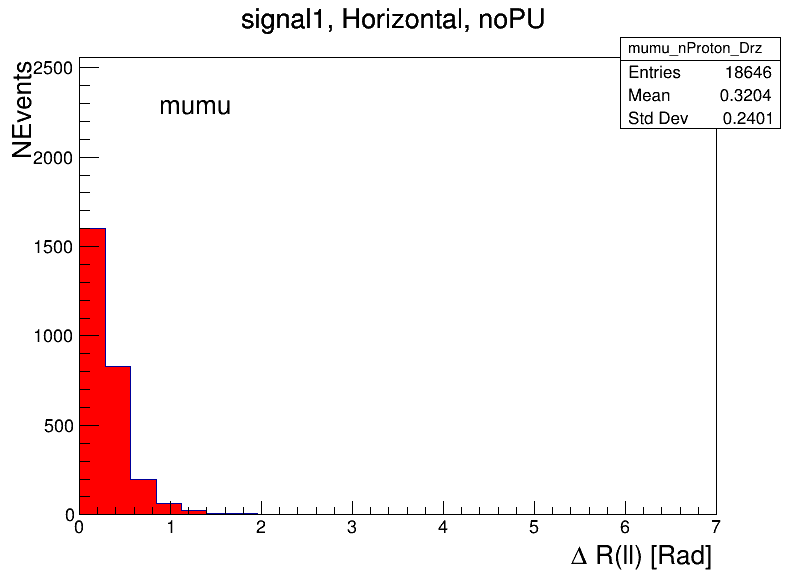 signal1, Horizontal, noPU
mumu_nProton_Drz
Entries 18646
Mean 0.3204
Std Dev 0.2401
NEvents
mumu
2500
2000
1500
1000
500
0
0 1 2 3 4 5 6 7
Δ R(ll) [Rad]